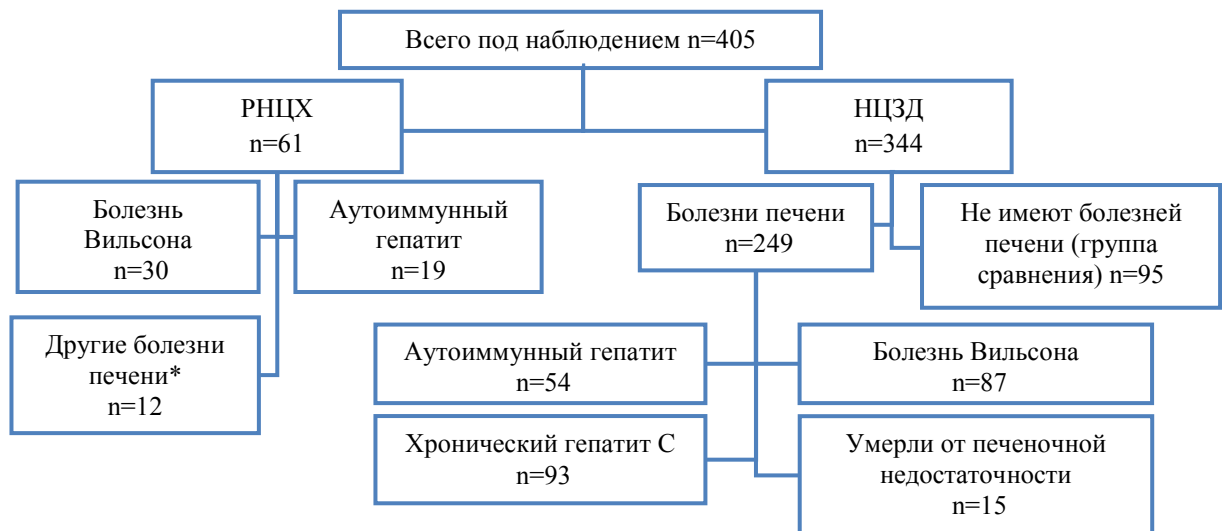 Всего под наблюдением n=405
РНЦХ
n=61
НЦЗД
n=344
Болезнь
Вильсона
n=30
Аутоиммунный
гепатит
n=19
Болезни печени
n=249
Не имеют болезней
печени (группа
сравнения) n=95
Другие болезни
печени*
n=12
Аутоиммунный гепатит
n=54
Болезнь Вильсона
n=87
Хронический гепатит С
n=93
Умерли от печеночной
недостаточности
n=15